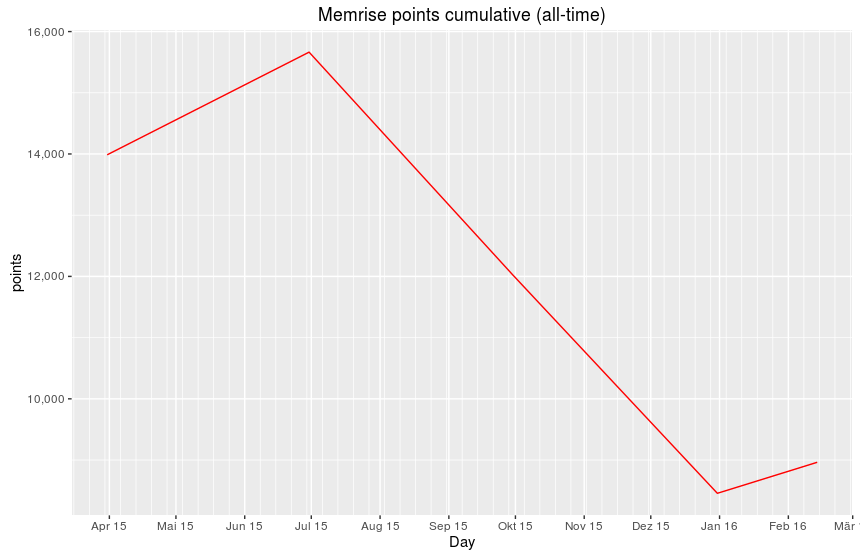 Memrise points cumulative (all-time)
16,000
14,000
12,000
10,000
points
Apr 15 Mai 15 Jun 15 Jul 15 Aug 15 Sep 15 Okt 15 Nov 15 Dez 15 Jan 16 Feb 16 Mär
Day